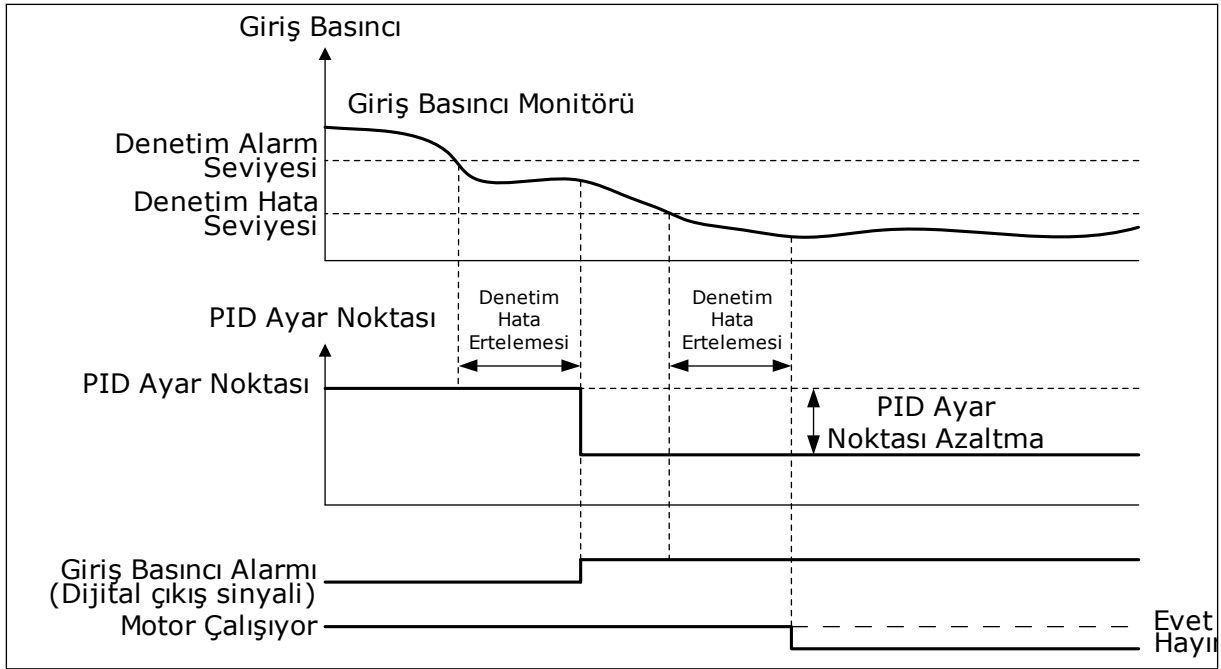 Giriş Basıncı
Giriş Basıncı Monitörü
Denetim Alarm
Seviyesi
Denetim Hata
Seviyesi
Denetim
Hata
Ertelemesi
Denetim
Hata
Ertelemesi
PID Ayar Noktası
PID Ayar Noktası
PID Ayar
Noktası Azaltma
Giriş Basıncı Alarmı
(Dijital çıkış sinyali)
Motor Çalışıyor
Evet
Hayır